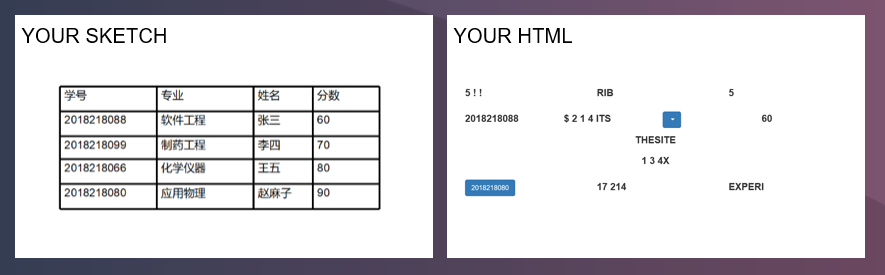 YOUR SKETCH
学号 专业 姓名 分数
2018218088 软件工程 张三 60
2018218099 制药工程 李四 70
2018218066 化学仪器 王五 80
2018218080 应用物理 赵麻子 90
YOUR HTML
5 ! ! RIB 5
2018218088 $ 2 1 4 ITS 60
THESITE
1 3 4X
2018218080 17 214 EXPERI